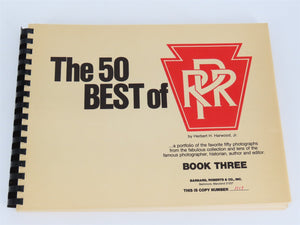 The 50
BEST of
PRR
by Herbert H. Harwood, Jr.
...a portfolio of the favorite fifty photographs
from the fabulous collection and lens of the
famous photographer, historian, author and editor.
BOOK THREE
BARNARD, ROBERTS & CO., INC.
Baltimore, Maryland 21227
THIS IS COPY NUMBER